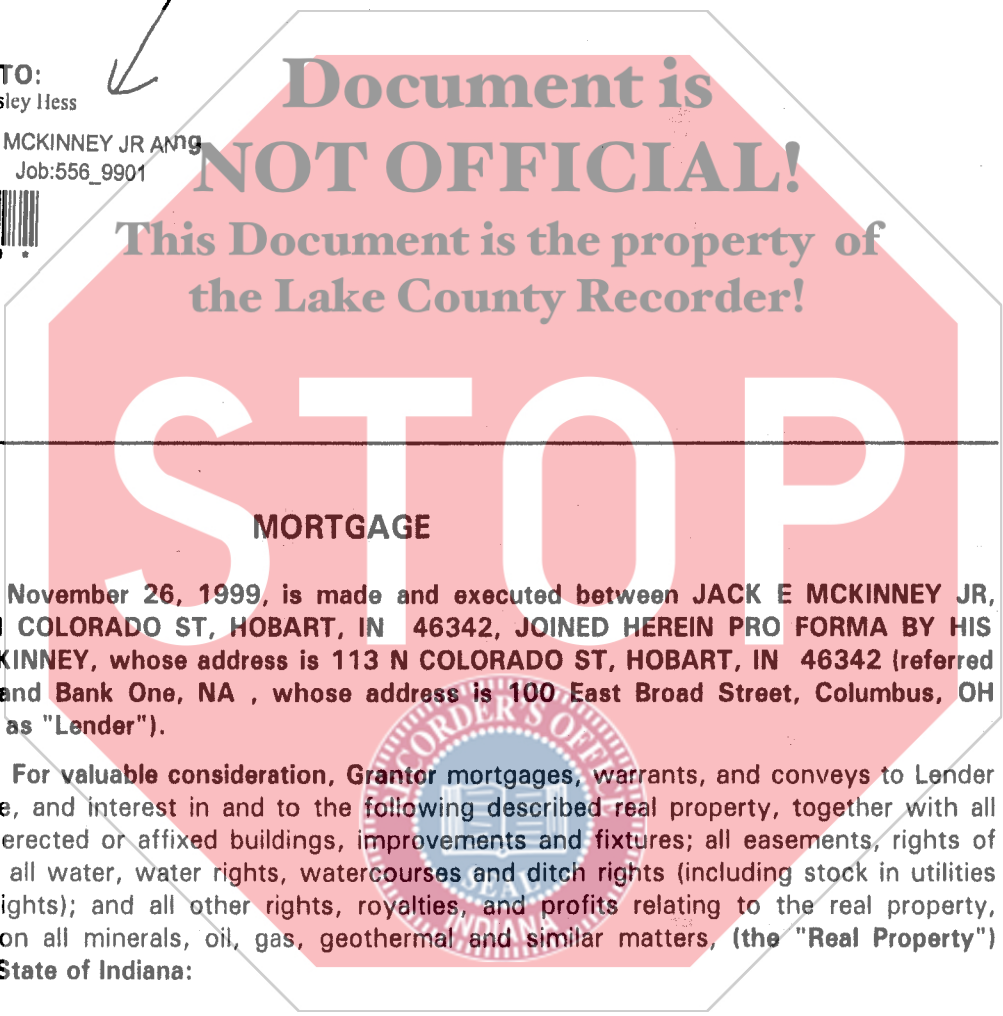 TO:
sley Hess
MCKINNEY JR AN
Job:556_9901
Document is
NOT OFFICIAL!
This Document is the property of
the Lake County Recorder!
STOP
MORTGAGE
November 26, 1999, is made and executed between JACK E MCKINNEY JR,
COLORADO ST, HOBART, IN 46342, JOINED HEREIN PRO FORMA BY HIS
KINNEY, whose address is 113 N COLORADO ST, HOBART, IN 46342 (referred
and Bank One, NA , whose address is 100 East Broad Street, Columbus, OH
as "Lender").
For valuable consideration, Grantor mortgages, warrants, and conveys to Lender
e, and interest in and to the following described real property, together with all
erected or affixed buildings, improvements and fixtures; all easements, rights of
all water, water rights, watercourses and ditch rights (including stock in utilities
ights); and all other rights, royalties, and profits relating to the real property,
on all minerals, oil, gas, geothermal and similar matters, (the "Real Property")
State of Indiana:
RECORDER'S OFFICE
SEAL
INDIANA